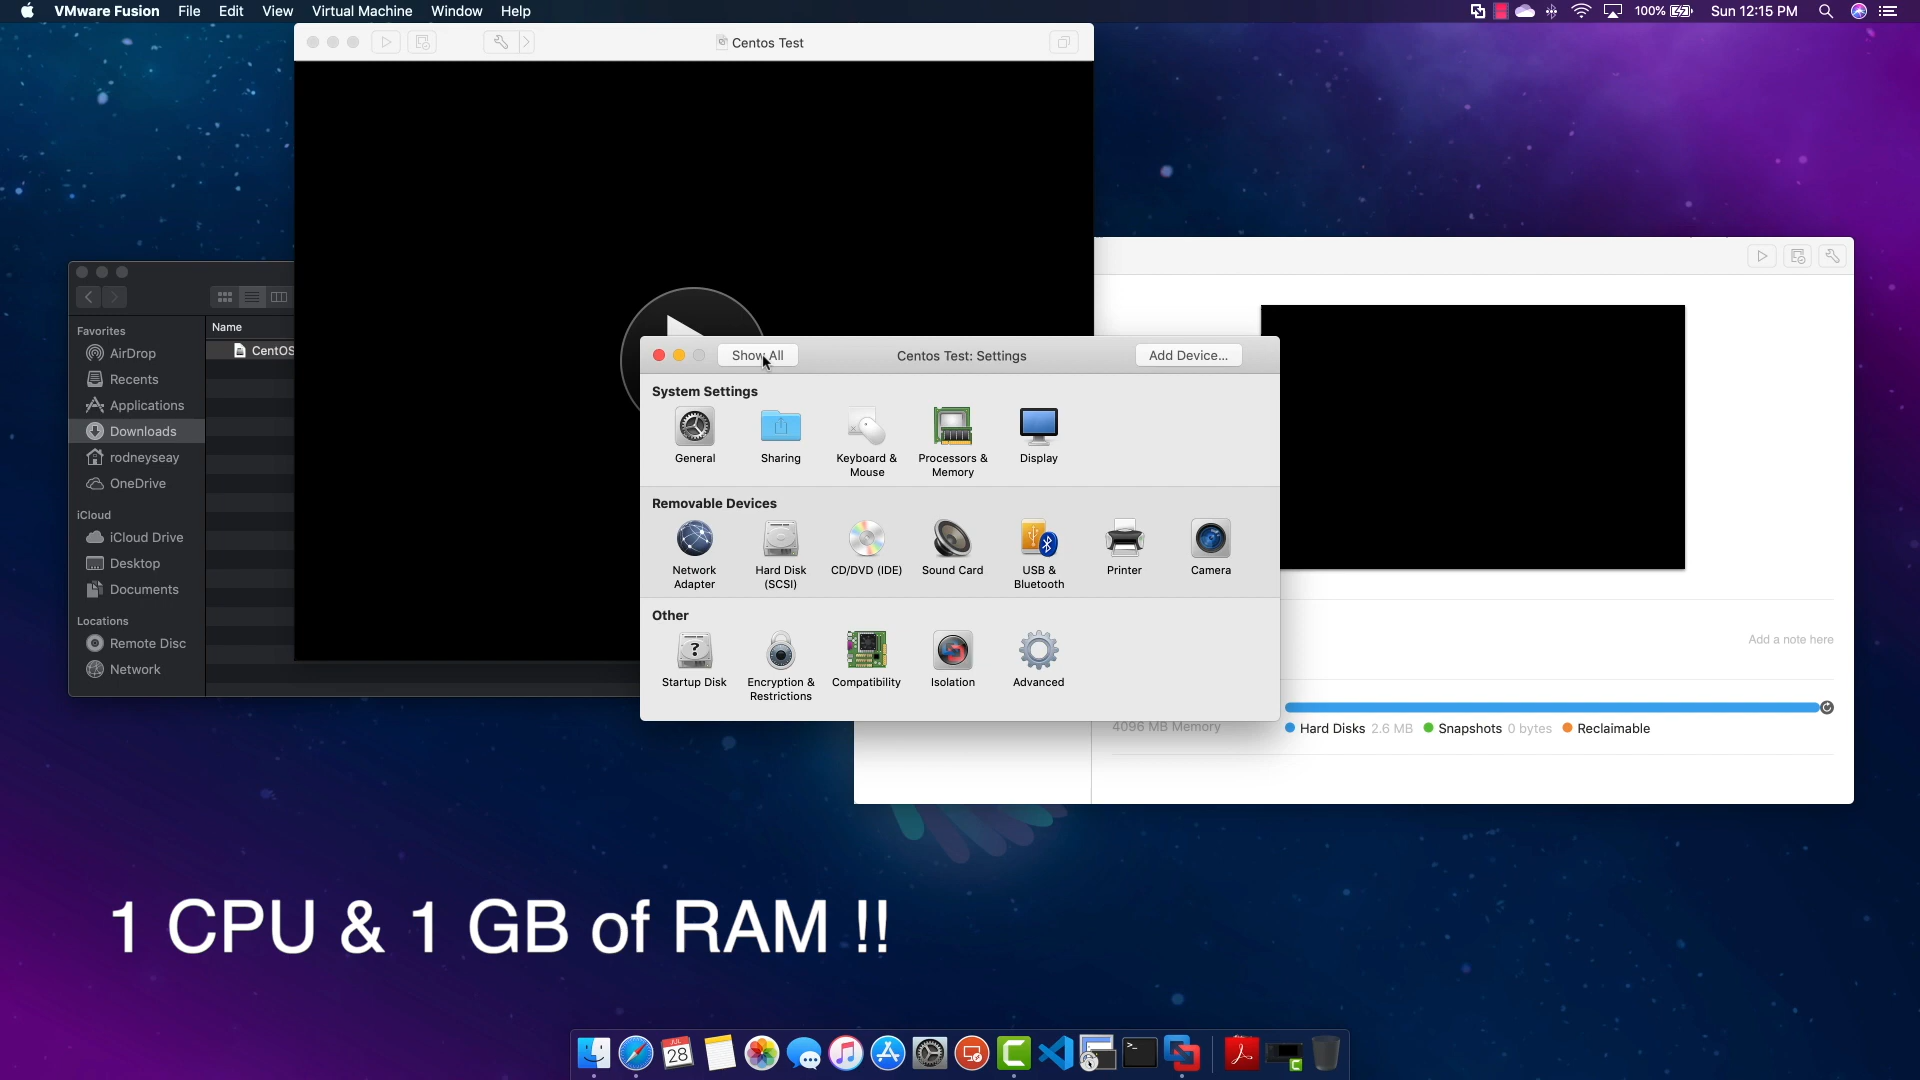 VMware Fusion File Edit View Virtual Machine Window Help
100% Sun 12:15 PM
Centos Test
Name
Favorites
CentOS
AirDrop
Recents
Applications
Downloads
rodneyseay
OneDrive
iCloud
iCloud Drive
Desktop
Documents
Locations
Remote Disc
Network
Show All Centos Test: Settings Add Device...
System Settings
General Sharing Keyboard & Mouse Processors & Memory Display
Removable Devices
Network Adapter Hard Disk (SCSI) CD/DVD (IDE) Sound Card USB & Bluetooth Printer Camera
Other
Startup Disk Encryption & Restrictions Compatibility Isolation Advanced
Add a note here
4096 MB Memory
Hard Disks 2.6 MB Snapshots 0 bytes Reclaimable
1 CPU & 1 GB of RAM !!
JUL
28